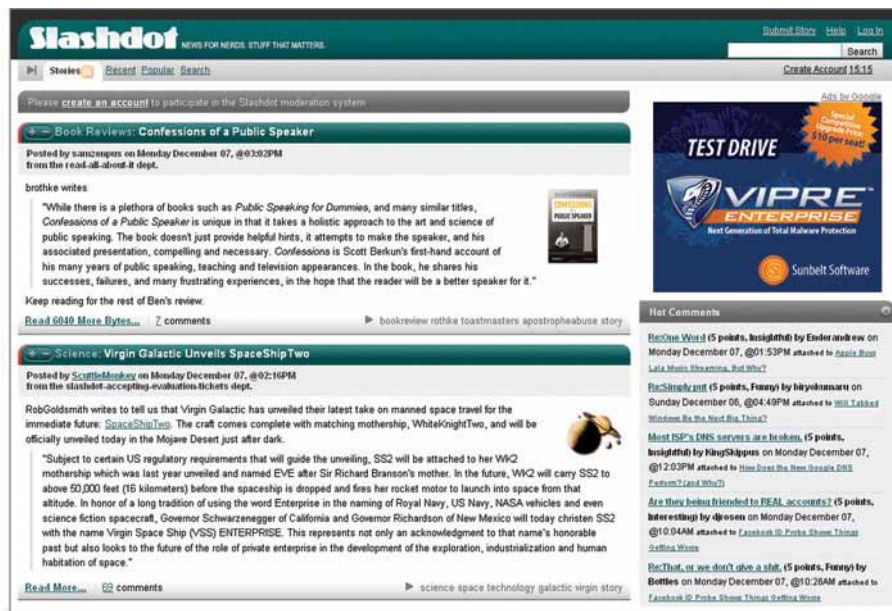 Slashdot NEWS FOR NERDS. STUFF THAT MATTERS.
Submit Story Help Log In
Search
Stories Recent Popular Search
Create Account 15:15
Please create an account to participate in the Slashdot moderation system
Book Reviews: Confessions of a Public Speaker
Posted by samzenpus on Monday December 07, @03:02PM
from the read-all-about-it dept.
brothke writes
"While there is a plethora of books such as Public Speaking for Dummies, and many similar titles,
Confessions of a Public Speaker is unique in that it takes a holistic approach to the art and science of
public speaking. The book doesn't just provide helpful hints, it attempts to make the speaker, and his
associated presentation, compelling and necessary. Confessions is Scott Berkun's first-hand account of
his many years of public speaking, teaching and television appearances. In the book, he shares his
successes, failures, and many frustrating experiences, in the hope that the reader will be a better speaker for it."
CONFESSIONS
PUBLIC SPEAKER
Keep reading for the rest of Ben's review.
Read 6040 More Bytes... 7 comments
bookreview rothke toastmasters apostropheabuse story
Science: Virgin Galactic Unveils SpaceShipTwo
Posted by ScuttleMonkey on Monday December 07, @02:16PM
from the slashdot-accepting-evaluation-tickets dept.
RobGoldsmith writes to tell us that Virgin Galactic has unveiled their latest take on manned space travel for the
immediate future: SpaceShipTwo. The craft comes complete with matching mothership, WhiteKnightTwo, and will be
officially unveiled today in the Mojave Desert just after dark.
"Subject to certain US regulatory requirements that will guide the unveiling, SS2 will be attached to her WK2
mothership which was last year unveiled and named EVE after Sir Richard Branson's mother. In the future, WK2 will carry SS2 to
above 50,000 feet (16 kilometers) before the spaceship is dropped and fires her rocket motor to launch into space from that
altitude. In honor of a long tradition of using the word Enterprise in the naming of Royal Navy, US Navy, NASA vehicles and even
science fiction spacecraft, Governor Schwarzenegger of California and Governor Richardson of New Mexico will today christen SS2
with the name Virgin Space Ship (VSS) ENTERPRISE. This represents not only an acknowledgment to that name's honorable
past but also looks to the future of the role of private enterprise in the development of the exploration, industrialization and human
habitation of space."
Read More... 69 comments
science space technology galactic virgin story
Ads by Google
Special
Competitive
Upgrade Price:
$10 per seat!
TEST DRIVE
VIPRE
ENTERPRISE
Next Generation of Total Malware Protection
Sunbelt Software
Hot Comments
Re:One Word (5 points, Insightful) by Enderandrew on
Monday December 07, @01:53PM attached to Apple Buys
Lala Music Streaming, But Why?
Re:Simply put (5 points, Funny) by biryokumaru on
Sunday December 06, @04:49PM attached to Will Tabbed
Windows Be the Next Big Thing?
Most ISP's DNS servers are broken. (5 points,
Insightful) by KingSkippus on Monday December 07,
@12:03PM attached to How Does the New Google DNS
Perform? (and Why?)
Are they being friended to REAL accounts? (5 points,
Interesting) by djrosen on Monday December 07,
@10:04AM attached to Facebook ID Probe Shows Things
Getting Worse
Re:That, or we don't give a shit. (5 points, Funny) by
Bottles on Monday December 07, @10:26AM attached to
Facebook ID Probe Shows Things Getting Worse